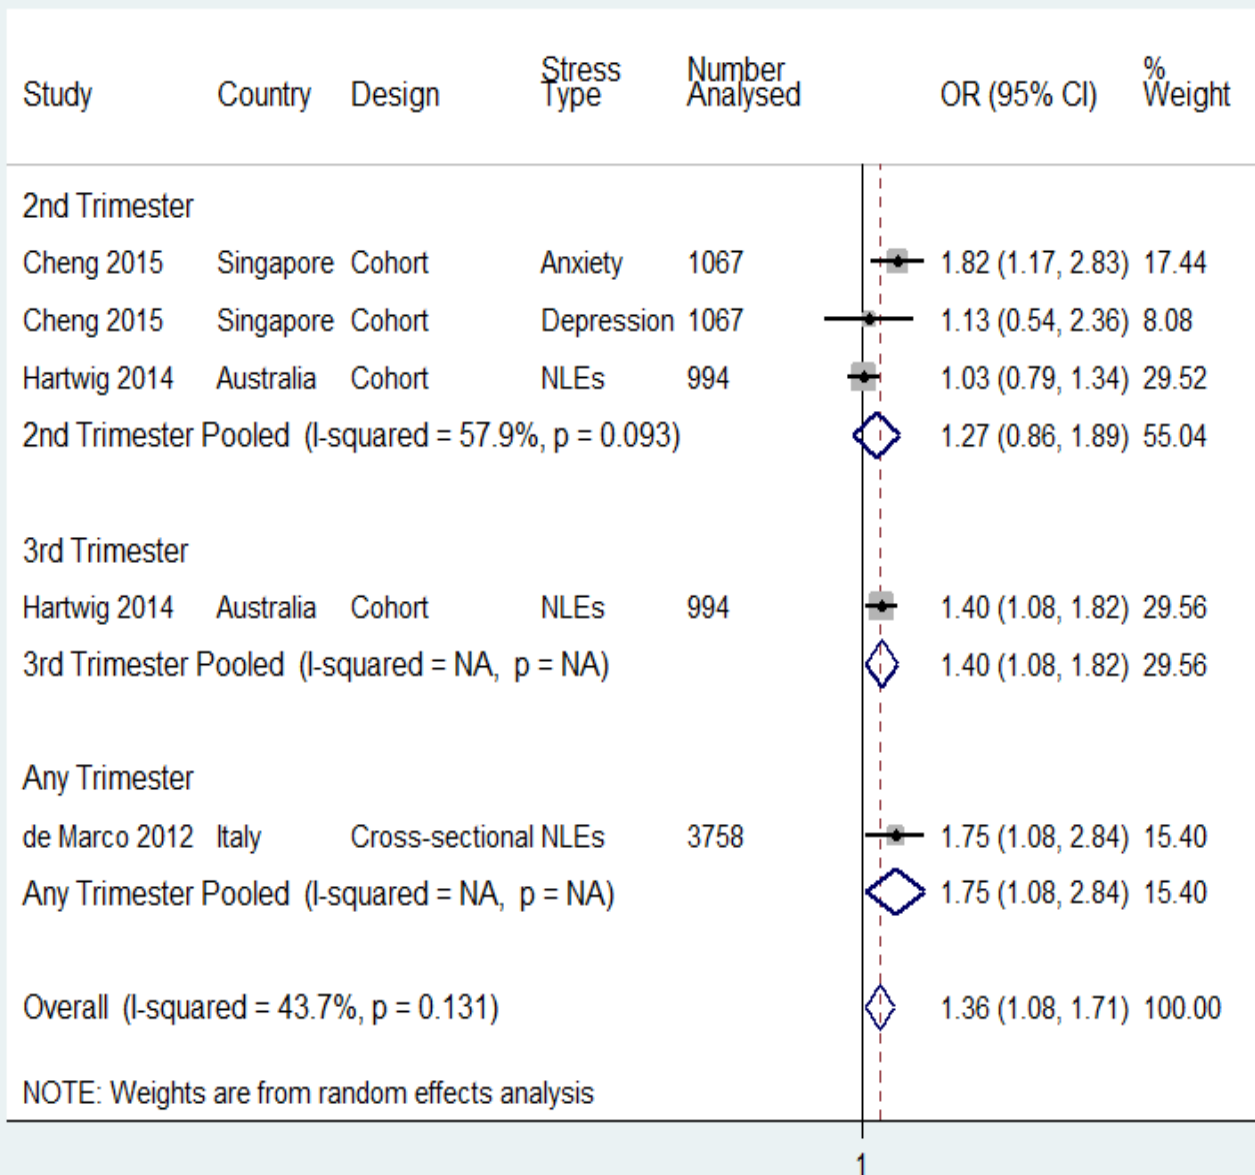 Study Country Design Stress Type Number Analysed OR (95% CI) % Weight
2nd Trimester
Cheng 2015 Singapore Cohort Anxiety 1067 1.82 (1.17, 2.83) 17.44
Cheng 2015 Singapore Cohort Depression 1067 1.13 (0.54, 2.36) 8.08
Hartwig 2014 Australia Cohort NLEs 994 1.03 (0.79, 1.34) 29.52
2nd Trimester Pooled (I-squared = 57.9%, p = 0.093) 1.27 (0.86, 1.89) 55.04
3rd Trimester
Hartwig 2014 Australia Cohort NLEs 994 1.40 (1.08, 1.82) 29.56
3rd Trimester Pooled (I-squared = NA, p = NA) 1.40 (1.08, 1.82) 29.56
Any Trimester
de Marco 2012 Italy Cross-sectional NLEs 3758 1.75 (1.08, 2.84) 15.40
Any Trimester Pooled (I-squared = NA, p = NA) 1.75 (1.08, 2.84) 15.40
Overall (I-squared = 43.7%, p = 0.131) 1.36 (1.08, 1.71) 100.00
NOTE: Weights are from random effects analysis
1